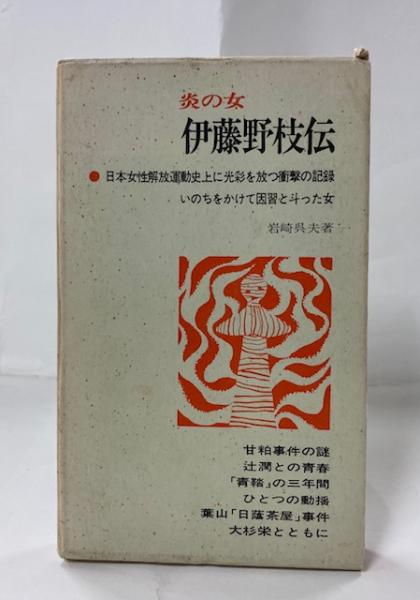 炎の女
伊藤野枝伝
●日本女性解放運動史上に光彩を放つ衝撃の記録
いのちをかけて因習と斗った女
岩崎呉夫著
甘粕事件の謎
辻潤との青春
「青鞜」の三年間
ひとつの動揺
葉山「日蔭茶屋」事件
大杉栄とともに